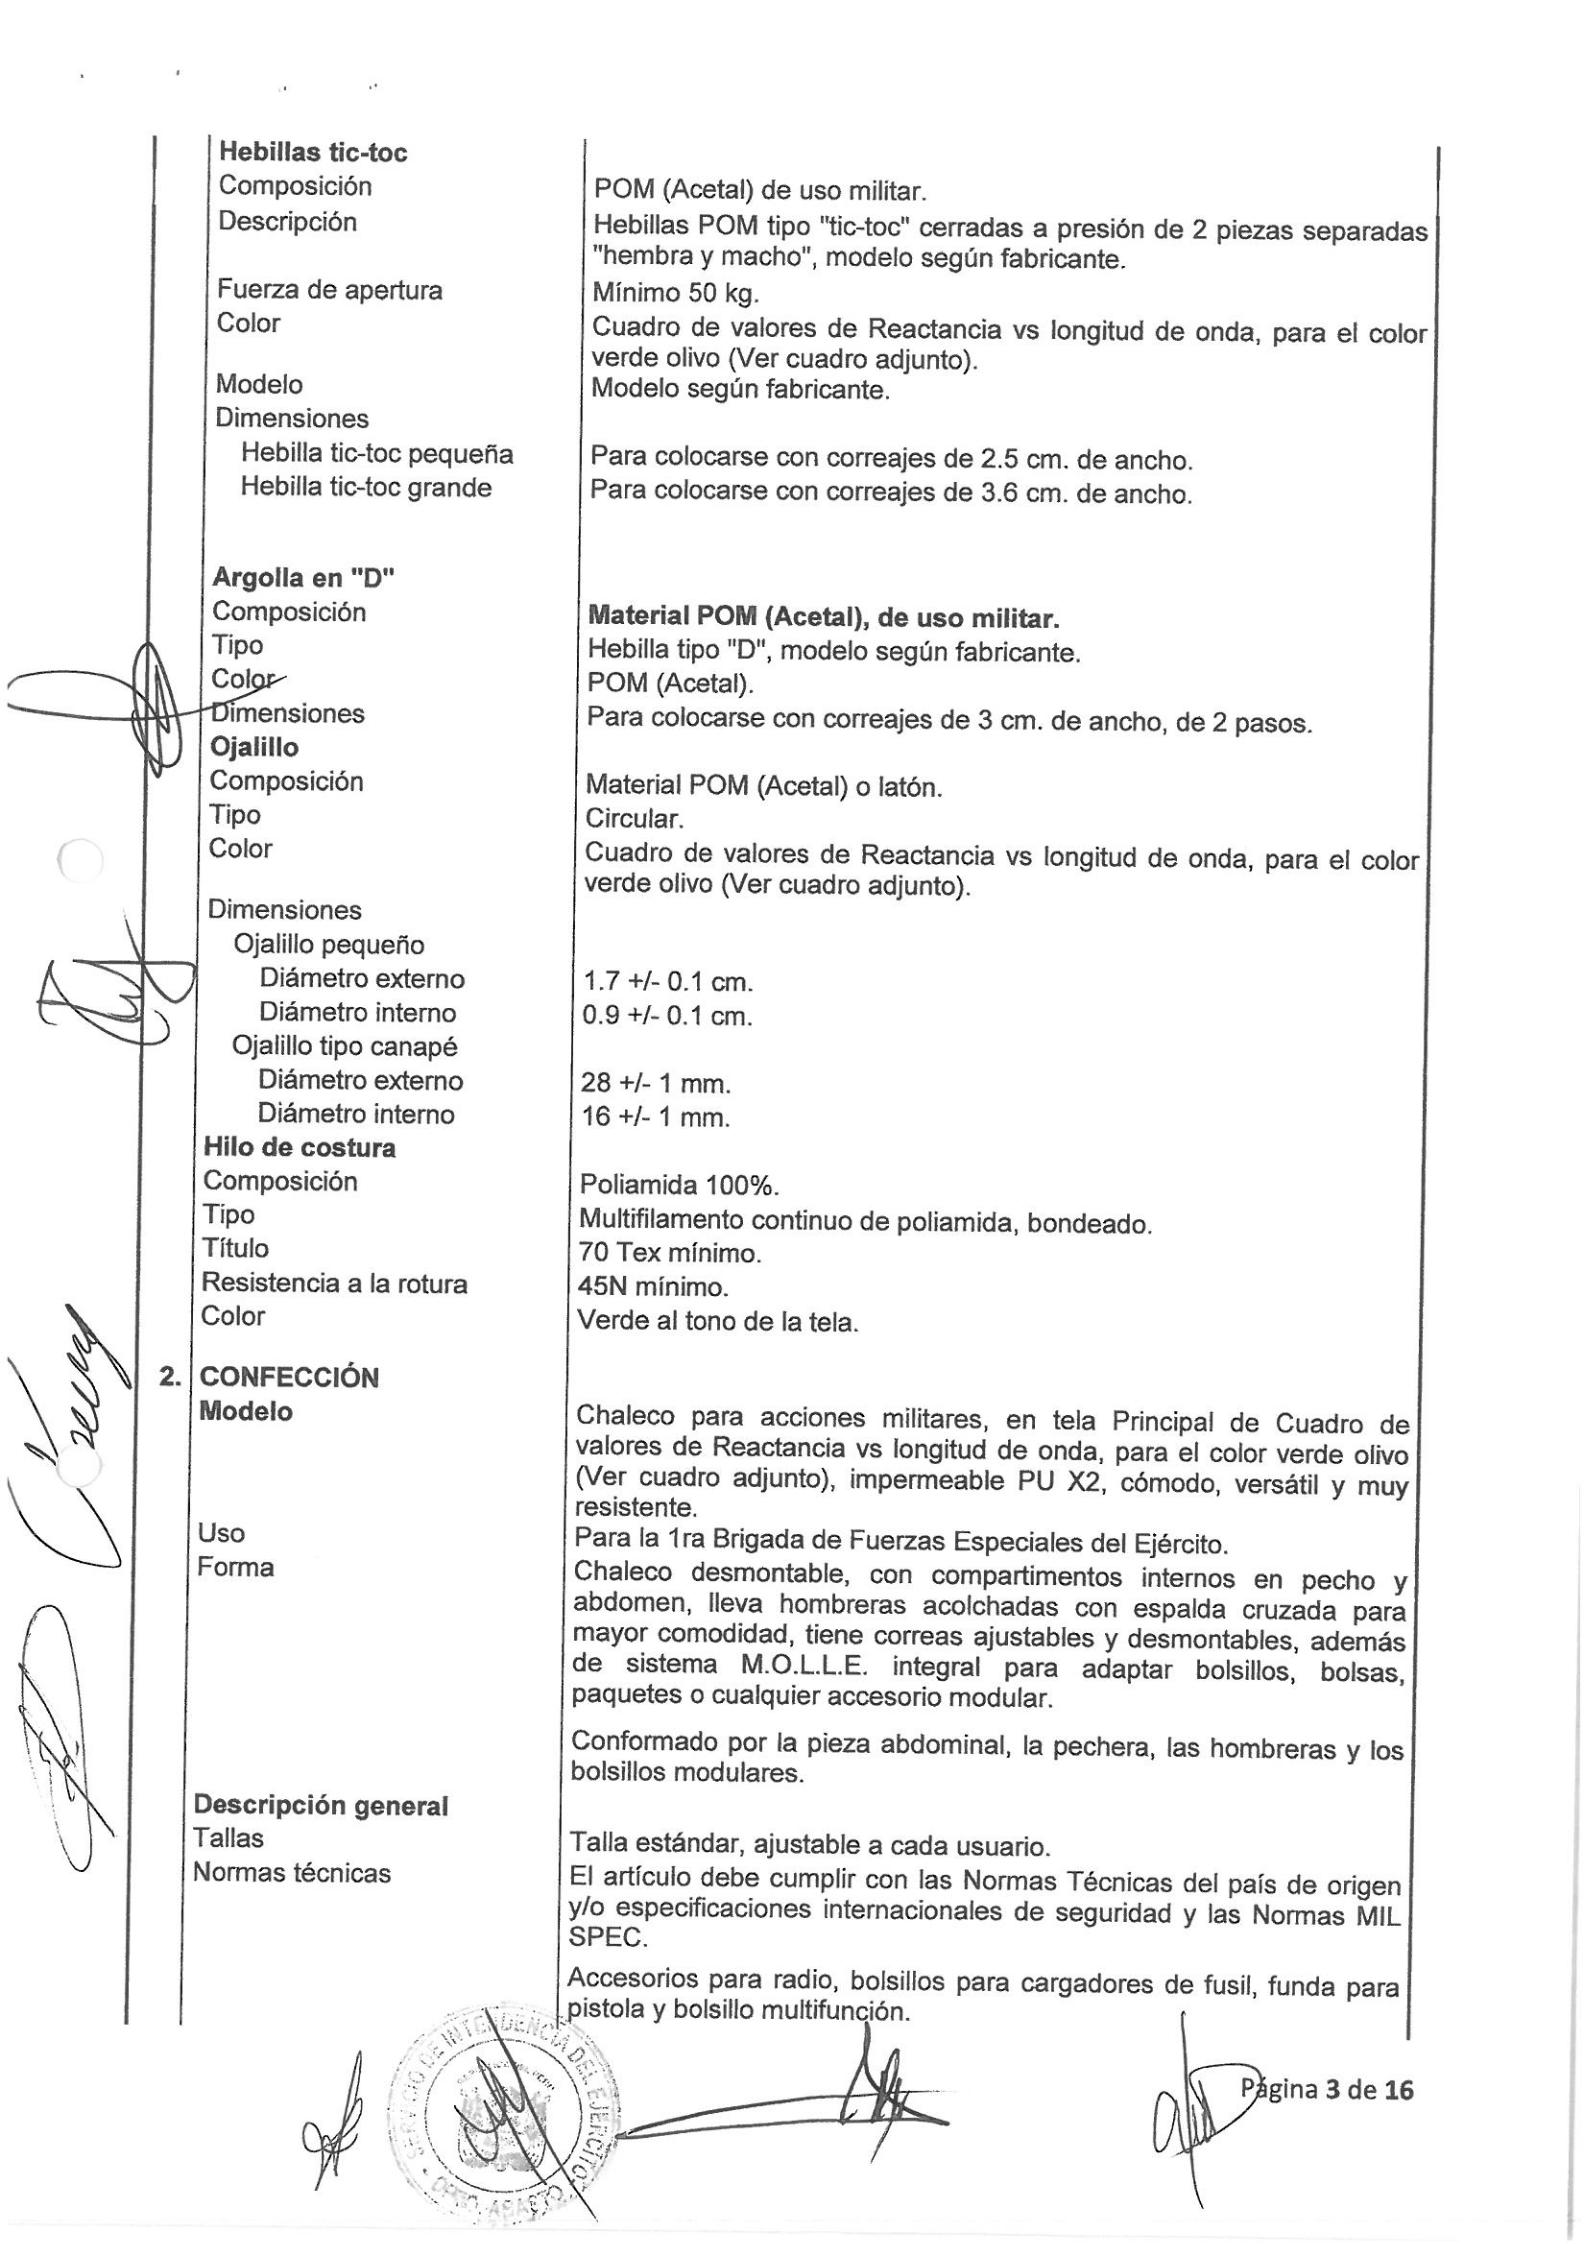 Hebillas tic-toc
Composición POM (Acetal) de uso militar.
Descripción Hebillas POM tipo "tic-toc" cerradas a presión de 2 piezas separadas
"hembra y macho", modelo según fabricante.
Fuerza de apertura Mínimo 50 kg.
Color Cuadro de valores de Reactancia vs longitud de onda, para el color
verde olivo (Ver cuadro adjunto).
Modelo Modelo según fabricante.
Dimensiones
Hebilla tic-toc pequeña Para colocarse con correajes de 2.5 cm. de ancho.
Hebilla tic-toc grande Para colocarse con correajes de 3.6 cm. de ancho.
Argolla en "D"
Composición Material POM (Acetal), de uso militar.
Tipo Hebilla tipo "D", modelo según fabricante.
Color POM (Acetal).
Dimensiones Para colocarse con correajes de 3 cm. de ancho, de 2 pasos.
Ojalillo
Composición Material POM (Acetal) o latón.
Tipo Circular.
Color Cuadro de valores de Reactancia vs longitud de onda, para el color
verde olivo (Ver cuadro adjunto).
Dimensiones
Ojalillo pequeño
Diámetro externo 1.7 +/- 0.1 cm.
Diámetro interno 0.9 +/- 0.1 cm.
Ojalillo tipo canapé
Diámetro externo 28 +/- 1 mm.
Diámetro interno 16 +/- 1 mm.
Hilo de costura
Composición Poliamida 100%.
Tipo Multifilamento continuo de poliamida, bondeado.
Título 70 Tex mínimo.
Resistencia a la rotura 45N mínimo.
Color Verde al tono de la tela.
2. CONFECCIÓN
Modelo Chaleco para acciones militares, en tela Principal de Cuadro de
valores de Reactancia vs longitud de onda, para el color verde olivo
(Ver cuadro adjunto), impermeable PU X2, cómodo, versátil y muy
resistente.
Uso Para la 1ra Brigada de Fuerzas Especiales del Ejército.
Forma Chaleco desmontable, con compartimentos internos en pecho y
abdomen, lleva hombreras acolchadas con espalda cruzada para
mayor comodidad, tiene correas ajustables y desmontables, además
de sistema M.O.L.L.E. integral para adaptar bolsillos, bolsas,
paquetes o cualquier accesorio modular.
Conformado por la pieza abdominal, la pechera, las hombreras y los
bolsillos modulares.
Descripción general
Tallas Talla estándar, ajustable a cada usuario.
Normas técnicas El artículo debe cumplir con las Normas Técnicas del país de origen
y/o especificaciones internacionales de seguridad y las Normas MIL
SPEC.
Accesorios para radio, bolsillos para cargadores de fusil, funda para
pistola y bolsillo multifunción.
SERVICIO DE INTENDENCIA DEL EJERCITO
Página 3 de 16